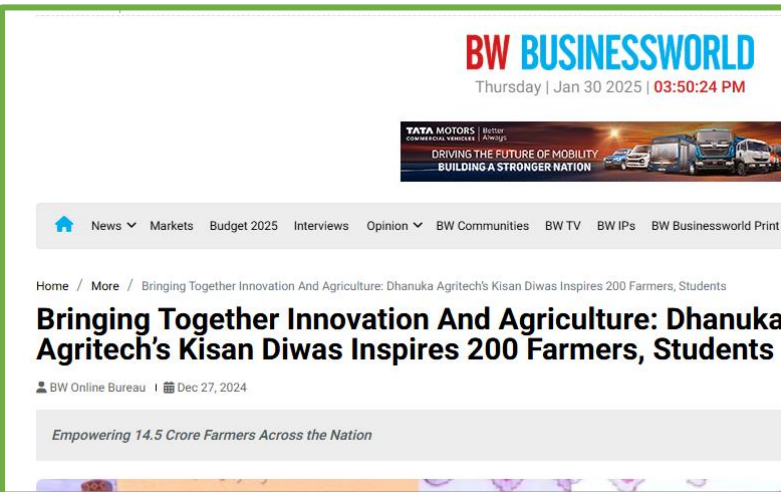 BW BUSINESSWORLD
Thursday | Jan 30 2025 | 03:50:24 PM
TATA MOTORS | Better
COMMERCIAL VEHICLES | Always
DRIVING THE FUTURE OF MOBILITY
BUILDING A STRONGER NATION
News Markets Budget 2025 Interviews Opinion BW Communities BW TV BW IPs BW Businessworld Print
Home / More / Bringing Together Innovation And Agriculture: Dhanuka Agritech's Kisan Diwas Inspires 200 Farmers, Students
Bringing Together Innovation And Agriculture: Dhanuka
Agritech's Kisan Diwas Inspires 200 Farmers, Students
BW Online Bureau | Dec 27, 2024
Empowering 14.5 Crore Farmers Across the Nation